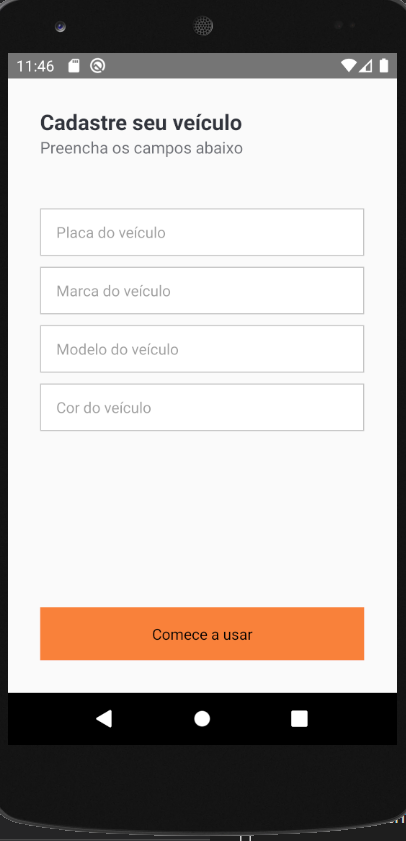 11:46
Cadastre seu veículo
Preencha os campos abaixo
Placa do veículo
Marca do veículo
Modelo do veículo
Cor do veículo
Comece a usar